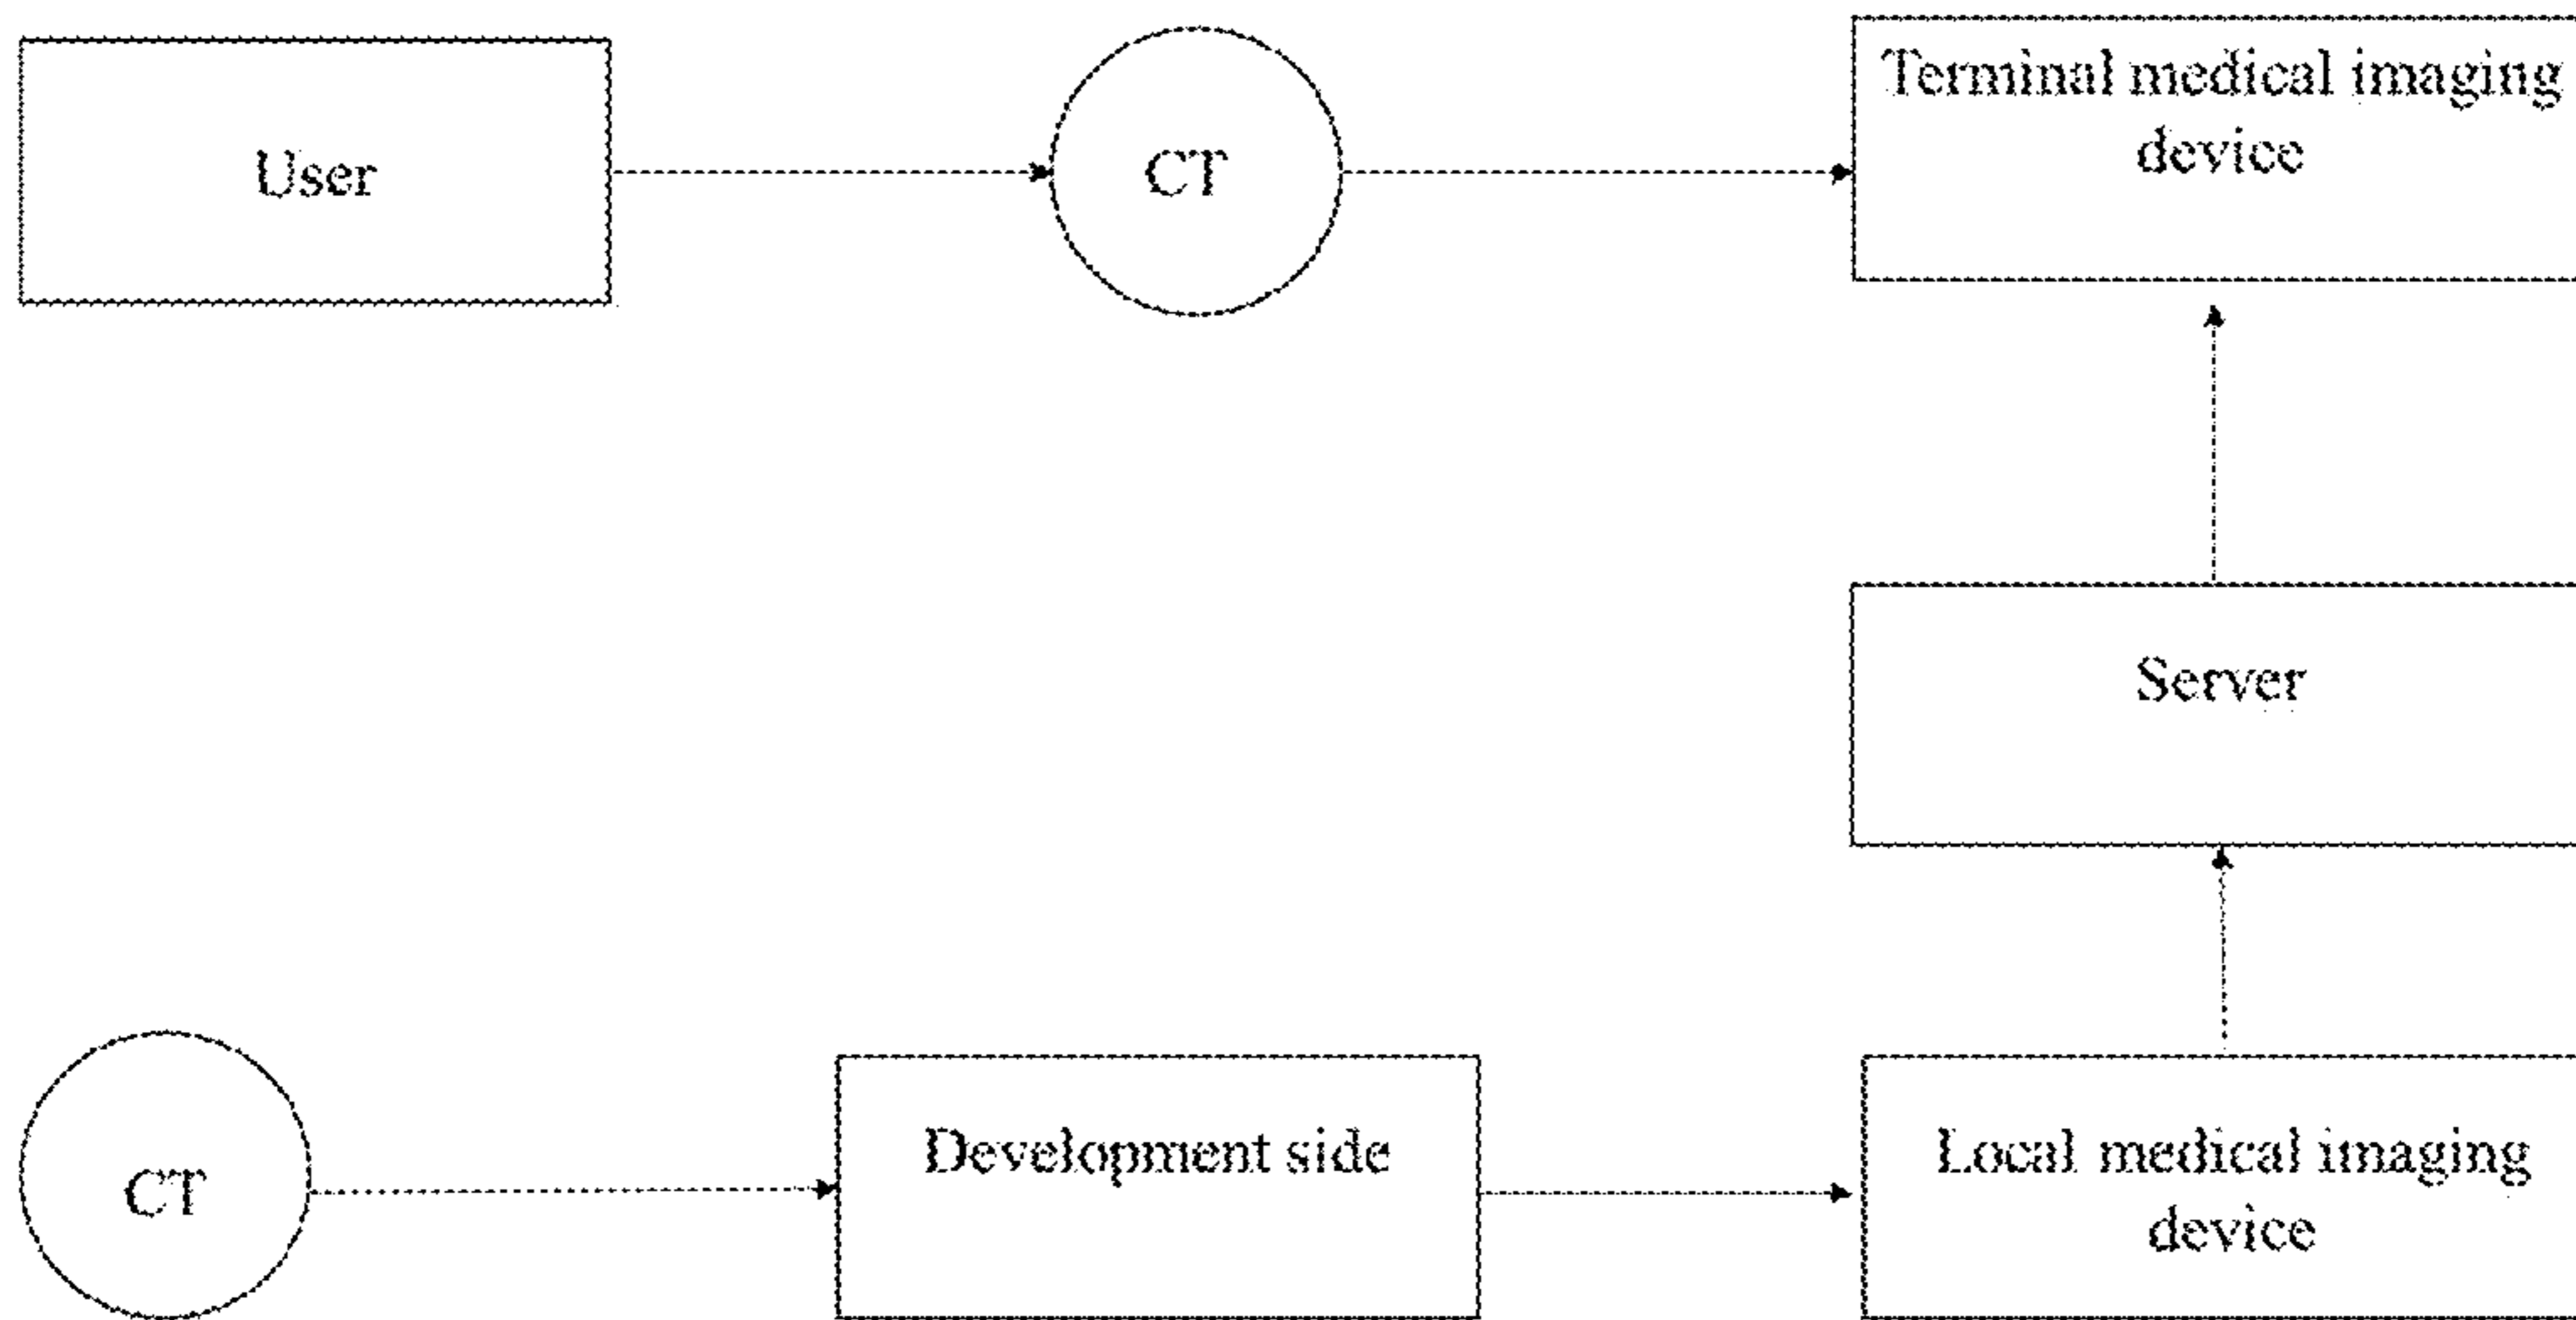 User
CT
Terminal medical imaging
device
Server
CT
Development side
Local medical imaging
device